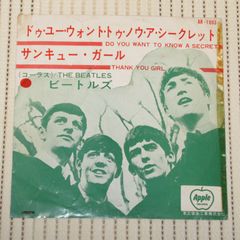 AR-1093
ドゥ・ユー・ウォント・トゥ・ノウ・ア・シークレット
DO YOU WANT TO KNOW A SECRET
サンキュー・ガール
THANK YOU GIRL
(コーラス) THE BEATLES
ビートルズ
Apple